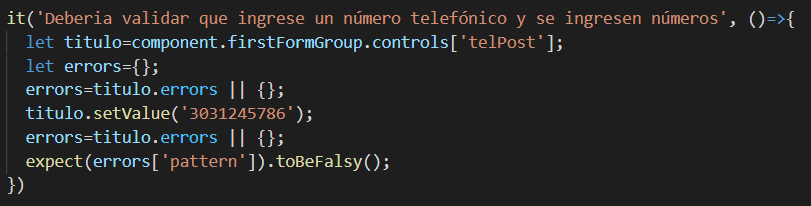 it('Deberia validar que ingrese un número telefónico y se ingresen números', ()=>{
let titulo=component.firstFormGroup.controls['telPost'];
let errors={};
errors=titulo.errors || {};
titulo.setValue('3031245786');
errors=titulo.errors || {};
expect(errors['pattern']).toBeFalsy();
})